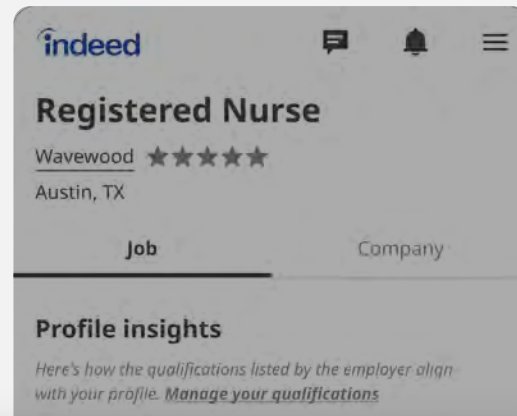 indeed
Registered Nurse
Wavewood
Austin, TX
Job Company
Profile insights
Here's how the qualifications listed by the employer align
with your profile. Manage your qualifications